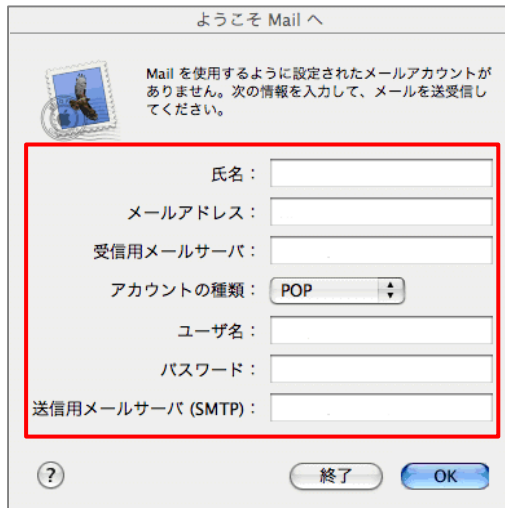 ようこそ Mail へ
Mail を使用するように設定されたメールアカウントが
ありません。次の情報を入力して、メールを送受信し
てください。
氏名：
メールアドレス：
受信用メールサーバ：
アカウントの種類： POP
ユーザ名：
パスワード：
送信用メールサーバ (SMTP)：
? 終了 OK